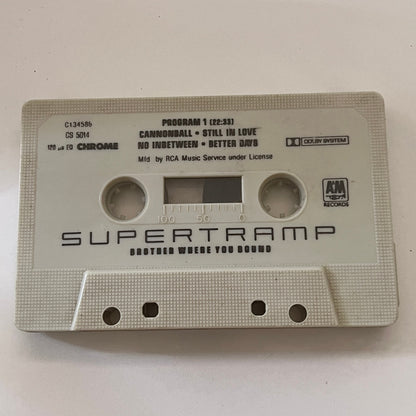 C134586
CS 5014
120 µs EQ CHROME
PROGRAM 1 (22:33)
CANNONBALL • STILL IN LOVE
NO INBETWEEN • BETTER DAYS
Mfd by RCA Music Service under License
DOLBY SYSTEM
A&M
RECORDS
100 50 0
SUPERTRAMP
BROTHER WHERE YOU BOUND